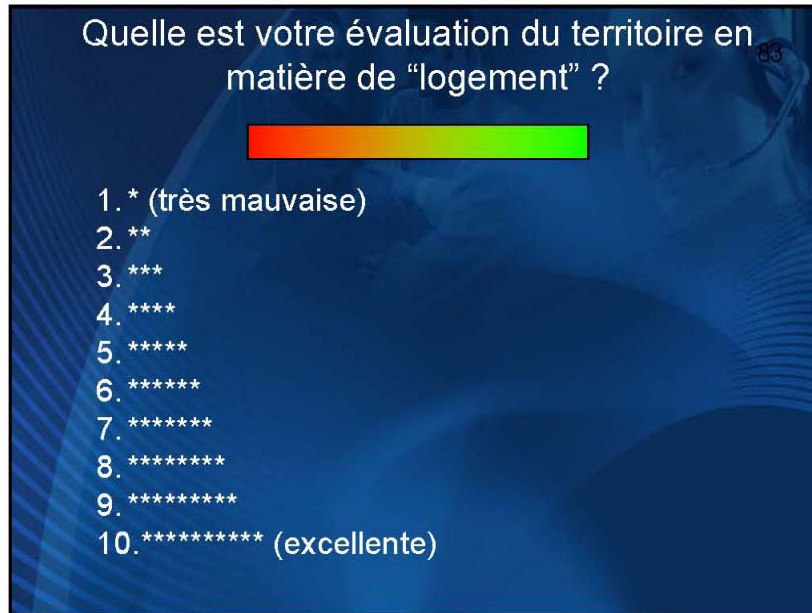 Quelle est votre évaluation du territoire en
83
matière de “logement” ?
1. * (très mauvaise)
2. **
3. ***
4. ****
5. *****
6. ******
7. *******
8. ********
9. *********
10.********** (excellente)